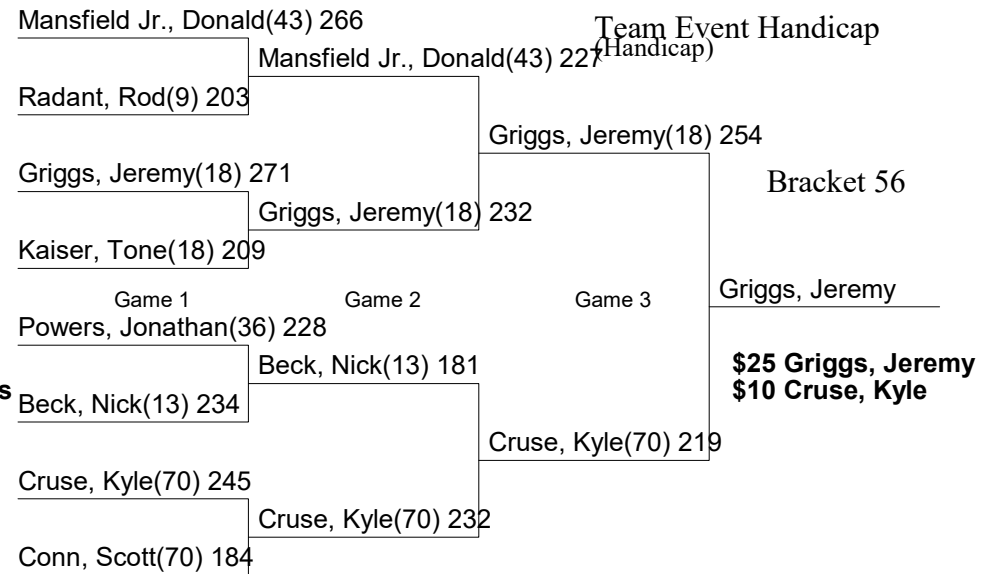 Mansfield Jr., Donald(43) 266
Team Event Handicap
(Handicap)
Mansfield Jr., Donald(43) 227
Radant, Rod(9) 203
Griggs, Jeremy(18) 254
Griggs, Jeremy(18) 271
Bracket 56
Griggs, Jeremy(18) 232
Kaiser, Tone(18) 209
Game 1 Game 2 Game 3
Griggs, Jeremy
Powers, Jonathan(36) 228
Beck, Nick(13) 181
$25 Griggs, Jeremy
$10 Cruse, Kyle
s
Beck, Nick(13) 234
Cruse, Kyle(70) 219
Cruse, Kyle(70) 245
Cruse, Kyle(70) 232
Conn, Scott(70) 184